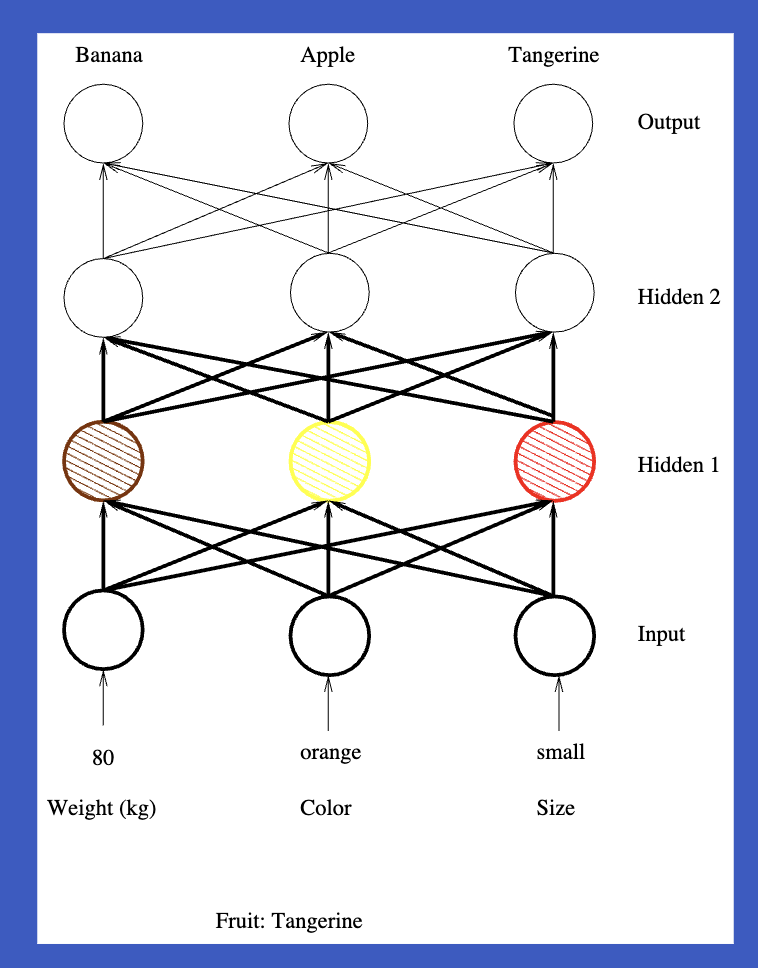 Banana Apple Tangerine
Output
Hidden 2
Hidden 1
Input
80 orange small
Weight (kg) Color Size
Fruit: Tangerine